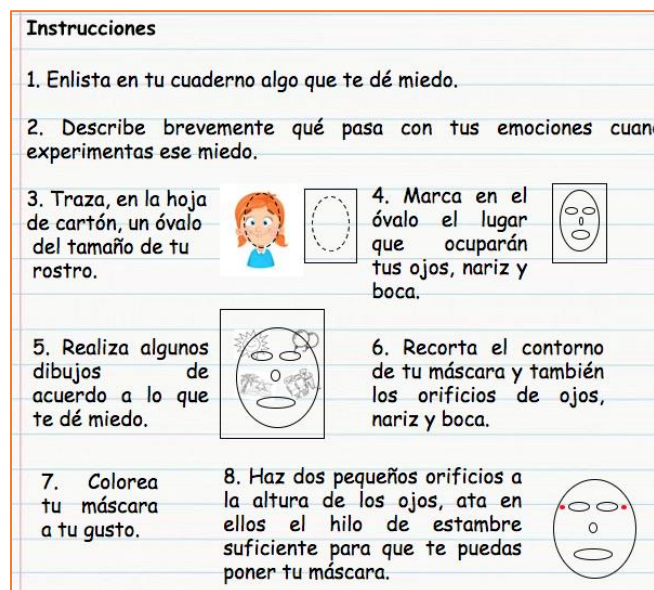 Instrucciones
1. Enlista en tu cuaderno algo que te dé miedo.
2. Describe brevemente qué pasa con tus emociones cuan
experimentas ese miedo.
3. Traza, en la hoja
de cartón, un óvalo
del tamaño de tu
rostro.
4. Marca en el
óvalo el lugar
que ocuparán
tus ojos, nariz y
boca.
5. Realiza algunos
dibujos de
acuerdo a lo que
te dé miedo.
6. Recorta el contorno
de tu máscara y también
los orificios de ojos,
nariz y boca.
7. Colorea
tu máscara
a tu gusto.
8. Haz dos pequeños orificios a
la altura de los ojos, ata en
ellos el hilo de estambre
suficiente para que te puedas
poner tu máscara.